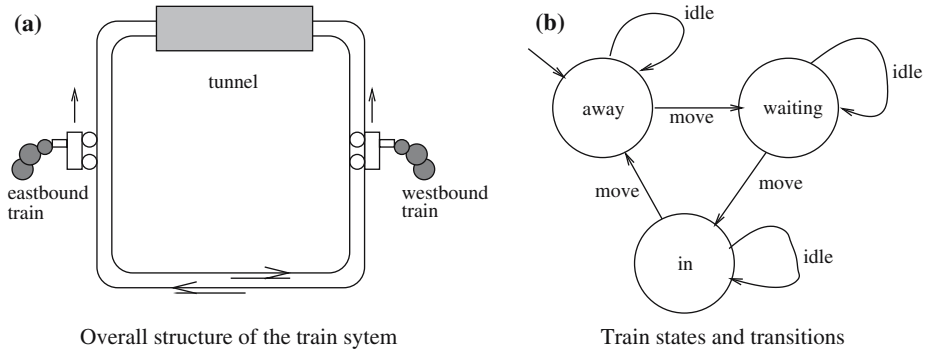 (a)
tunnel
eastbound
train
westbound
train
Overall structure of the train sytem
(b)
idle
away
move
waiting
idle
move
move
in
idle
Train states and transitions